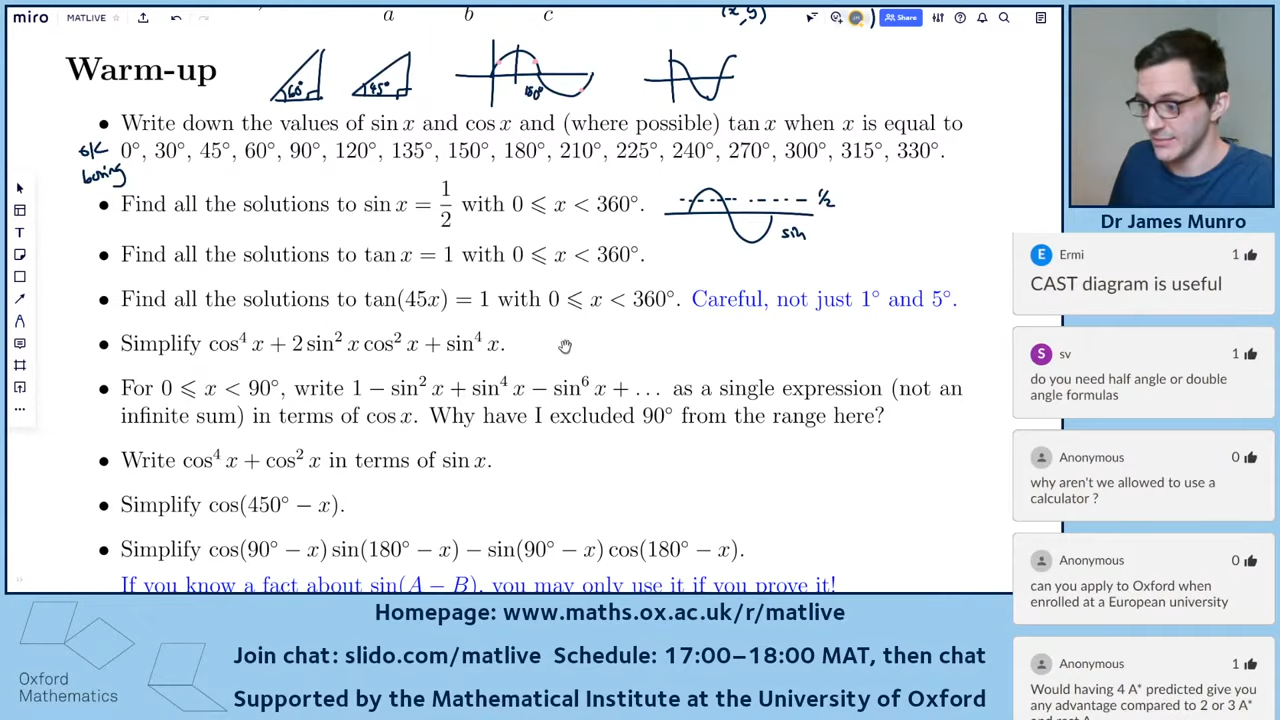 miro MATLIVE Share
a b c (x, y)
Warm-up
60° 45° 180°
• Write down the values of sin x and cos x and (where possible) tan x when x is equal to
0°, 30°, 45°, 60°, 90°, 120°, 135°, 150°, 180°, 210°, 225°, 240°, 270°, 300°, 315°, 330°.
boring
• Find all the solutions to sin x = 1/2 with 0 ⩽ x < 360°.
1/2
sin
• Find all the solutions to tan x = 1 with 0 ⩽ x < 360°.
• Find all the solutions to tan(45x) = 1 with 0 ⩽ x < 360°. Careful, not just 1° and 5°.
• Simplify cos⁴ x + 2 sin² x cos² x + sin⁴ x.
• For 0 ⩽ x < 90°, write 1 − sin² x + sin⁴ x − sin⁶ x + . . . as a single expression (not an
infinite sum) in terms of cos x. Why have I excluded 90° from the range here?
• Write cos⁴ x + cos² x in terms of sin x.
• Simplify cos(450° − x).
• Simplify cos(90° − x) sin(180° − x) − sin(90° − x) cos(180° − x).
If you know a fact about sin(A − B), you may only use it if you prove it!
Dr James Munro
E Ermi 1
CAST diagram is useful
S sv 1
do you need half angle or double
angle formulas
Anonymous 0
why aren't we allowed to use a
calculator ?
Anonymous 0
can you apply to Oxford when
enrolled at a European university
Anonymous 1
Would having 4 A* predicted give you
any advantage compared to 2 or 3 A*
Oxford
Mathematics
Homepage: www.maths.ox.ac.uk/r/matlive
Join chat: slido.com/matlive Schedule: 17:00–18:00 MAT, then chat
Supported by the Mathematical Institute at the University of Oxford